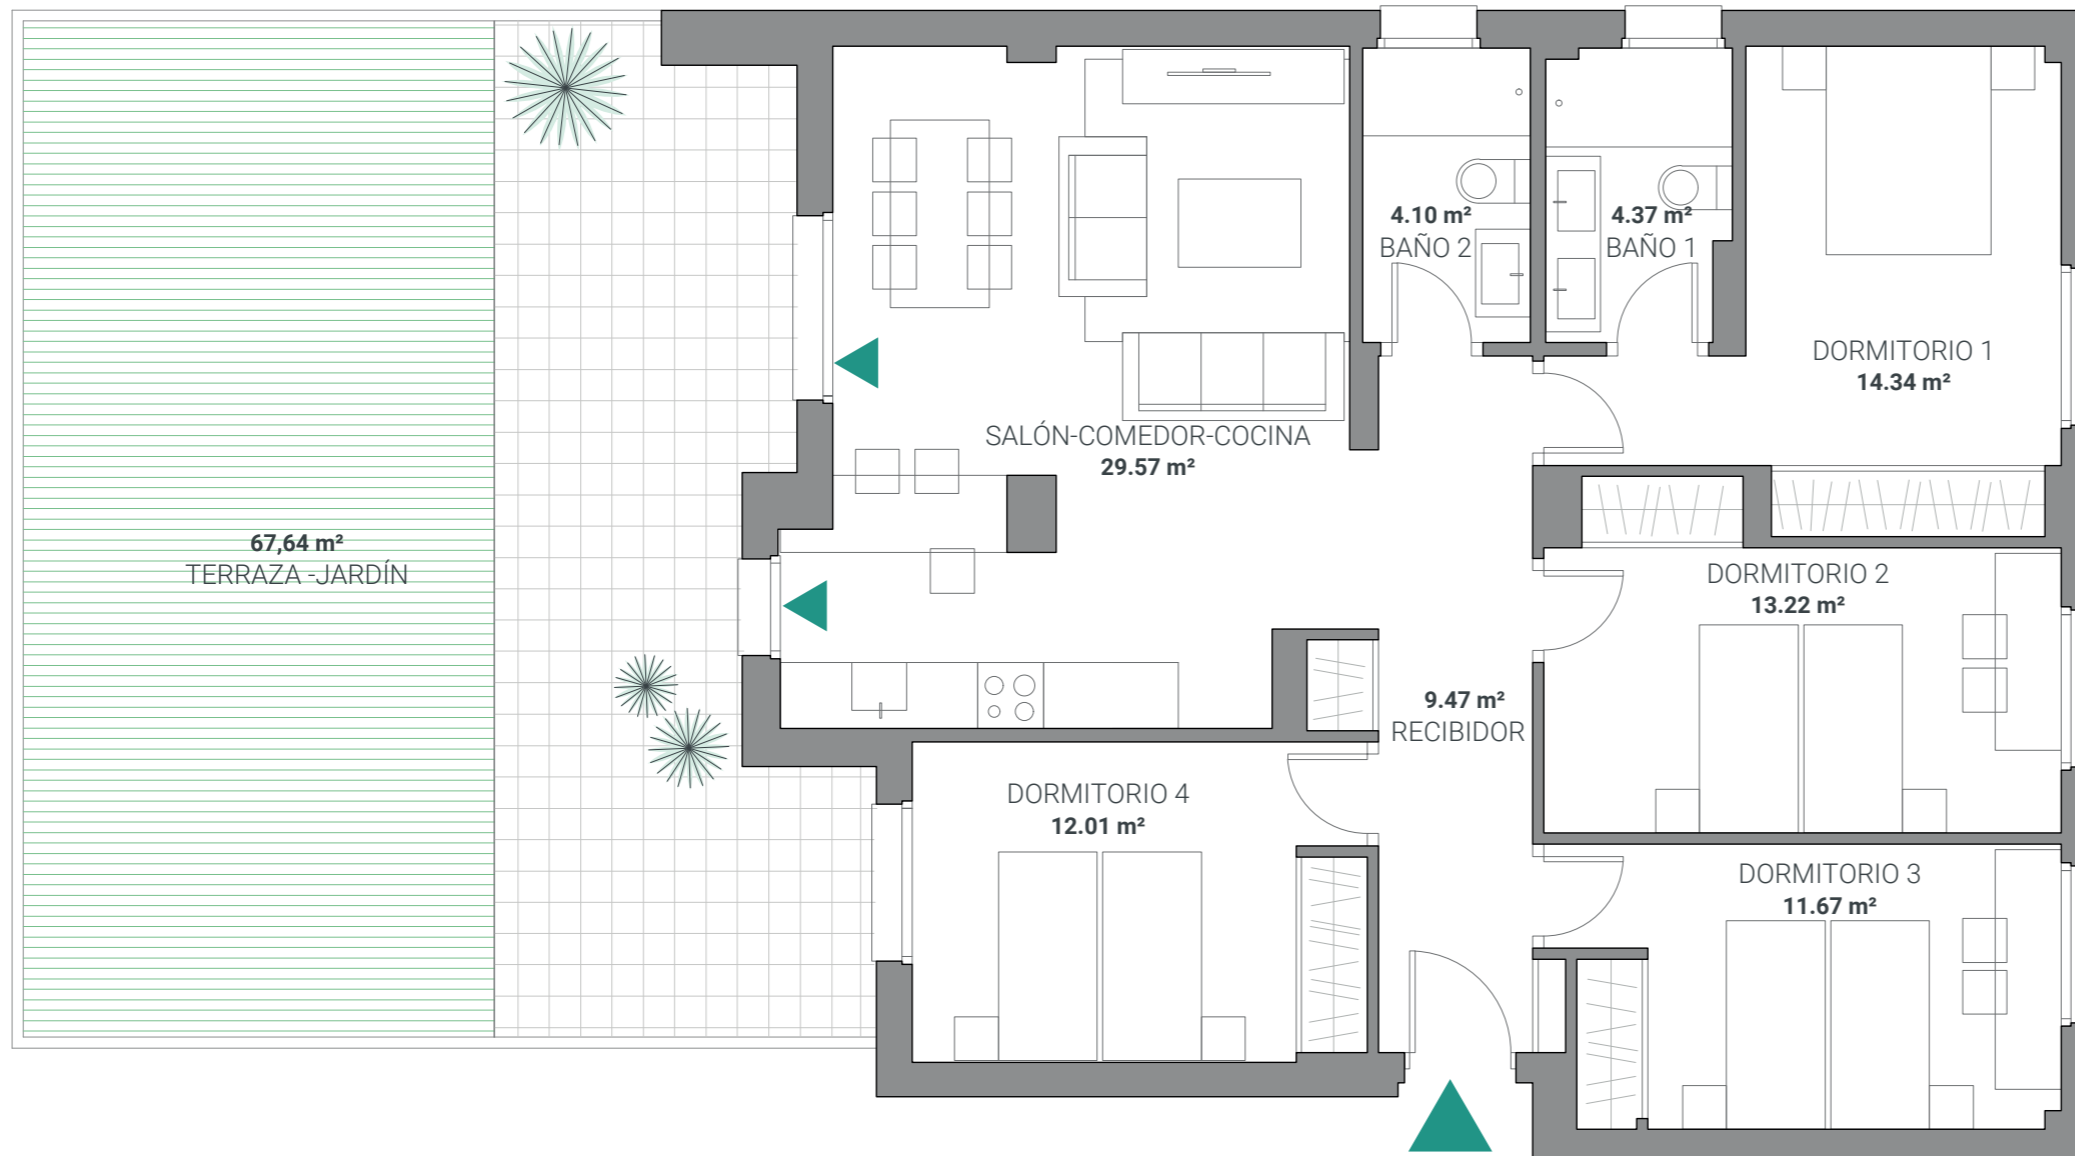 4.10 m²
BAÑO 2
4.37 m²
BAÑO 1
DORMITORIO 1
14.34 m²
SALÓN-COMEDOR-COCINA
29.57 m²
67,64 m²
TERRAZA -JARDÍN
DORMITORIO 2
13.22 m²
9.47 m²
RECIBIDOR
DORMITORIO 4
12.01 m²
DORMITORIO 3
11.67 m²